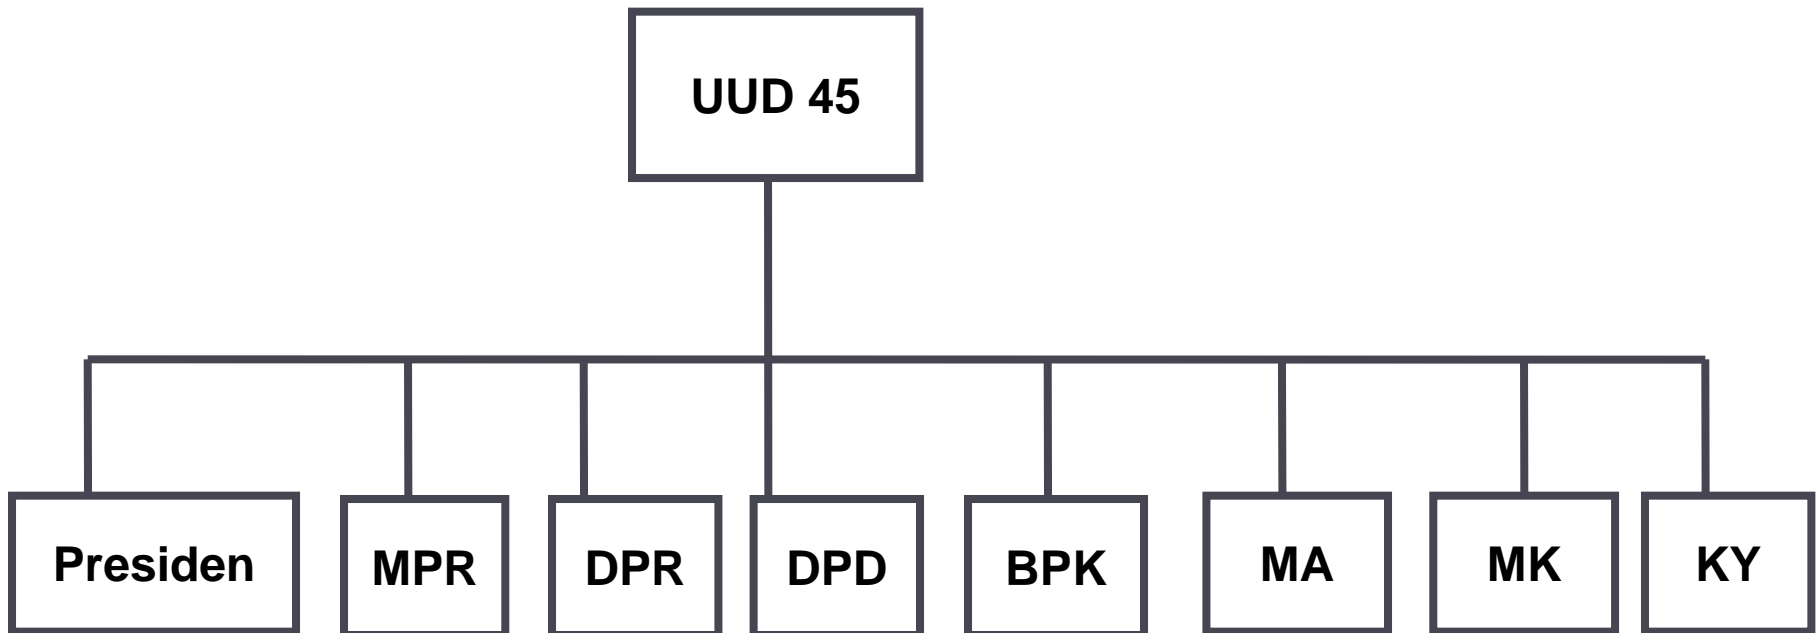 UUD 45
Presiden
MPR
DPR
DPD
BPK
MA
MK
KY